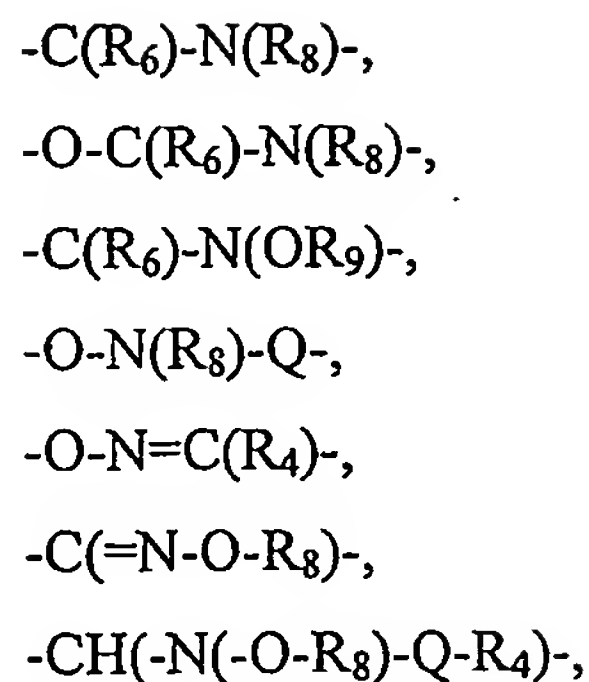 -C(R₆)-N(R₈)-,
-O-C(R₆)-N(R₈)-,
-C(R₆)-N(OR₉)-,
-O-N(R₈)-Q-,
-O-N=C(R₄)-,
-C(=N-O-R₈)-,
-CH(-N(-O-R₈)-Q-R₄)-,